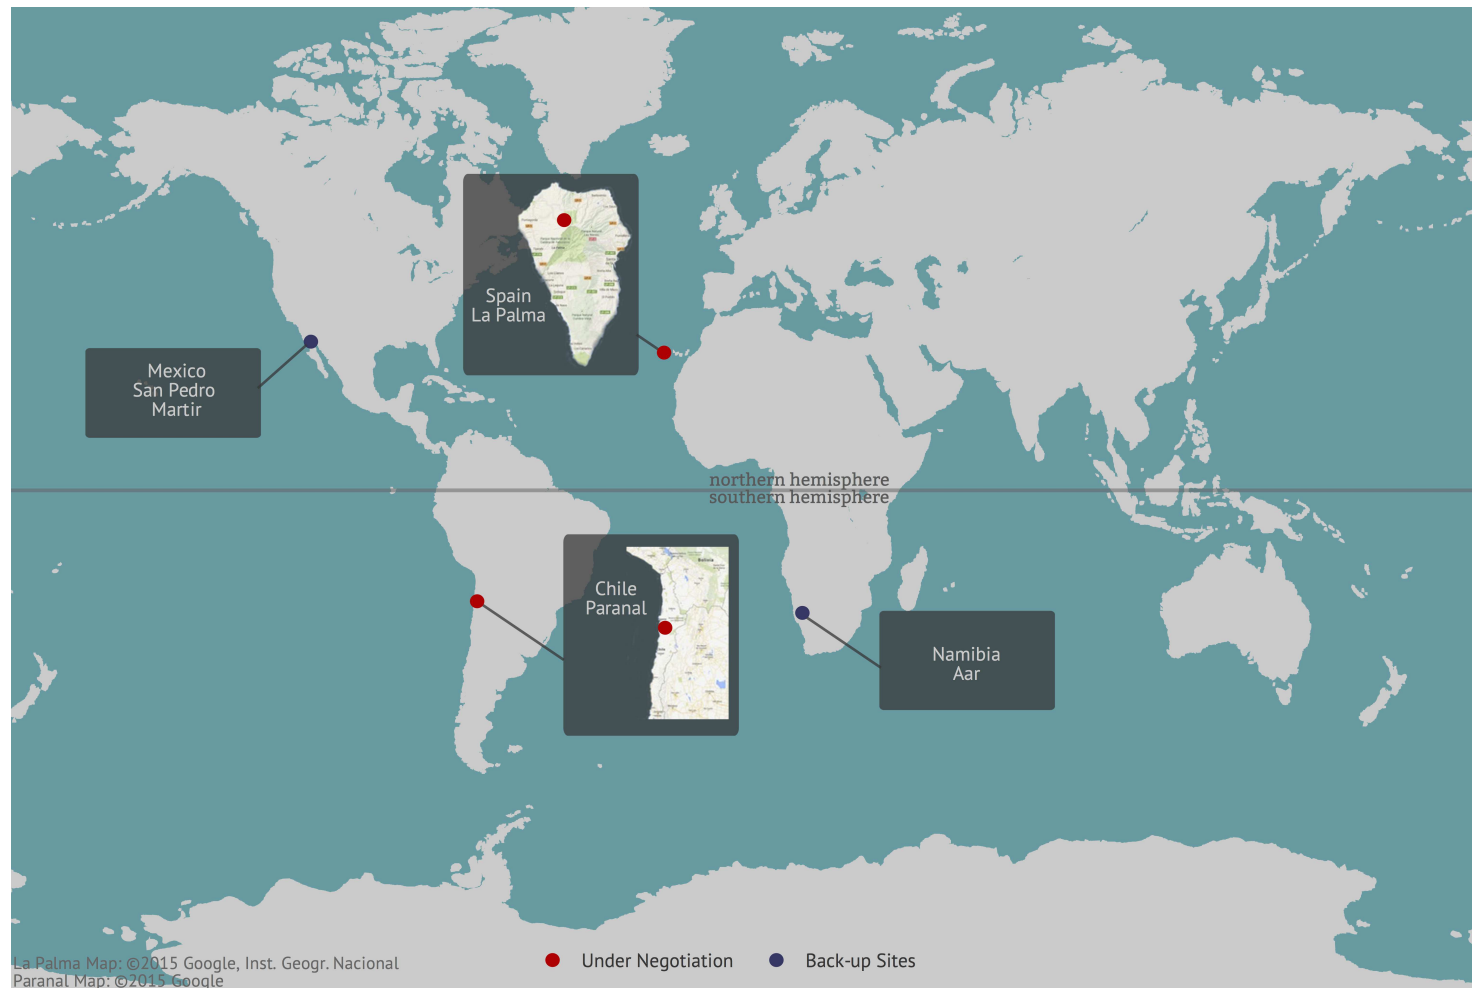 Spain
La Palma
Mexico
San Pedro
Martir
northern hemisphere
southern hemisphere
Chile
Paranal
Namibia
Aar
La Palma Map: ©2015 Google, Inst. Geogr. Nacional
Paranal Map: ©2015 Google
Under Negotiation
Back-up Sites